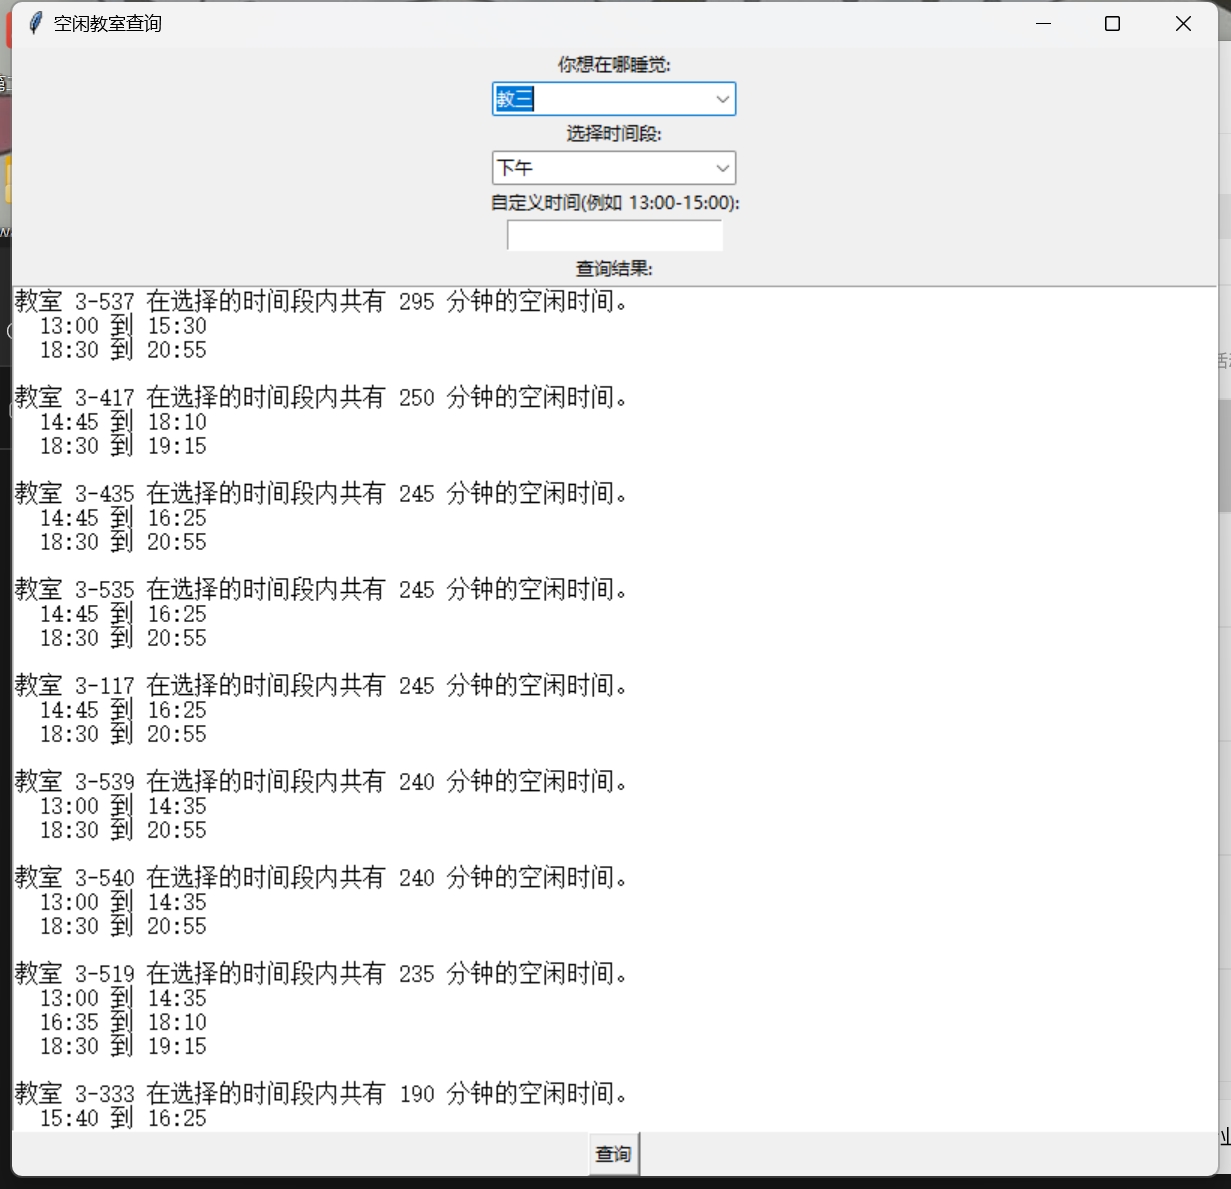 空闲教室查询
你想在哪睡觉:
教三
选择时间段:
下午
自定义时间(例如 13:00-15:00):
查询结果:
教室 3-537 在选择的时间段内共有 295 分钟的空闲时间。
13:00 到 15:30
18:30 到 20:55
教室 3-417 在选择的时间段内共有 250 分钟的空闲时间。
14:45 到 18:10
18:30 到 19:15
教室 3-435 在选择的时间段内共有 245 分钟的空闲时间。
14:45 到 16:25
18:30 到 20:55
教室 3-535 在选择的时间段内共有 245 分钟的空闲时间。
14:45 到 16:25
18:30 到 20:55
教室 3-117 在选择的时间段内共有 245 分钟的空闲时间。
14:45 到 16:25
18:30 到 20:55
教室 3-539 在选择的时间段内共有 240 分钟的空闲时间。
13:00 到 14:35
18:30 到 20:55
教室 3-540 在选择的时间段内共有 240 分钟的空闲时间。
13:00 到 14:35
18:30 到 20:55
教室 3-519 在选择的时间段内共有 235 分钟的空闲时间。
13:00 到 14:35
16:35 到 18:10
18:30 到 19:15
教室 3-333 在选择的时间段内共有 190 分钟的空闲时间。
15:40 到 16:25
查询